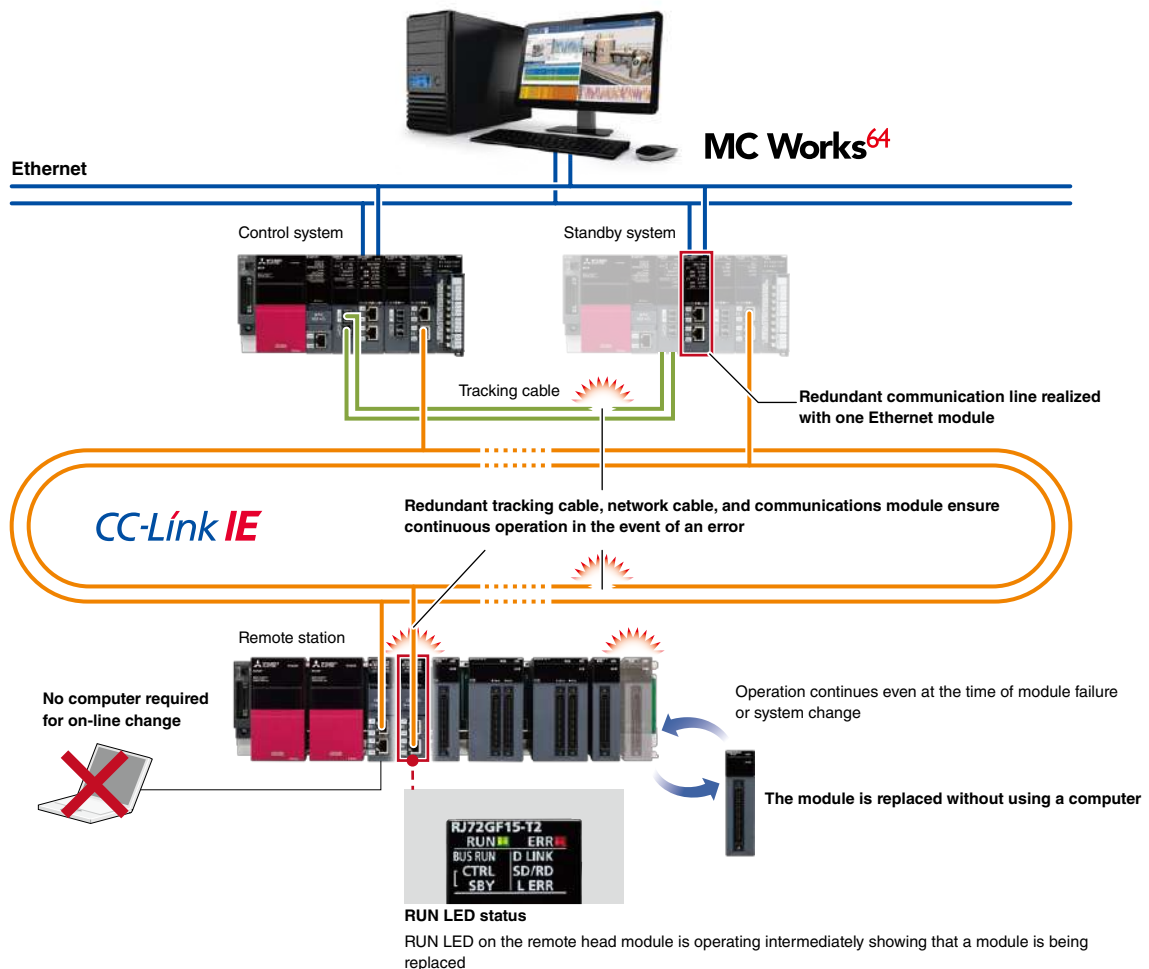 MC Works64
Ethernet
Control system
Standby system
Tracking cable
Redundant communication line realized
with one Ethernet module
Redundant tracking cable, network cable, and communications module ensure
continuous operation in the event of an error
CC-Link IE
Remote station
No computer required
for on-line change
Operation continues even at the time of module failure
or system change
The module is replaced without using a computer
RJ72GF15-T2
RUN ERR
BUS RUN D LINK
CTRL SD/RD
SBY L ERR
RUN LED status
RUN LED on the remote head module is operating intermediately showing that a module is being
replaced